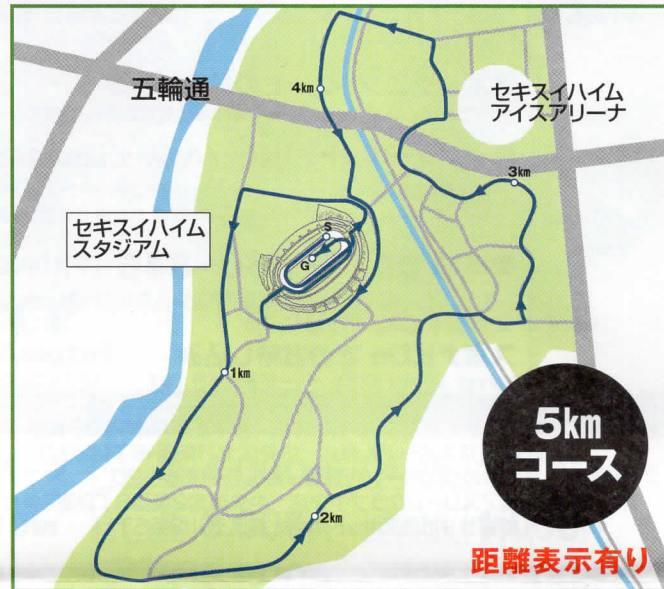 4km
五輪通
セキスイハイム
アイスアリーナ
3km
セキスイハイム
スタジアム
S
G
1km
2km
5km
コース
距離表示有り